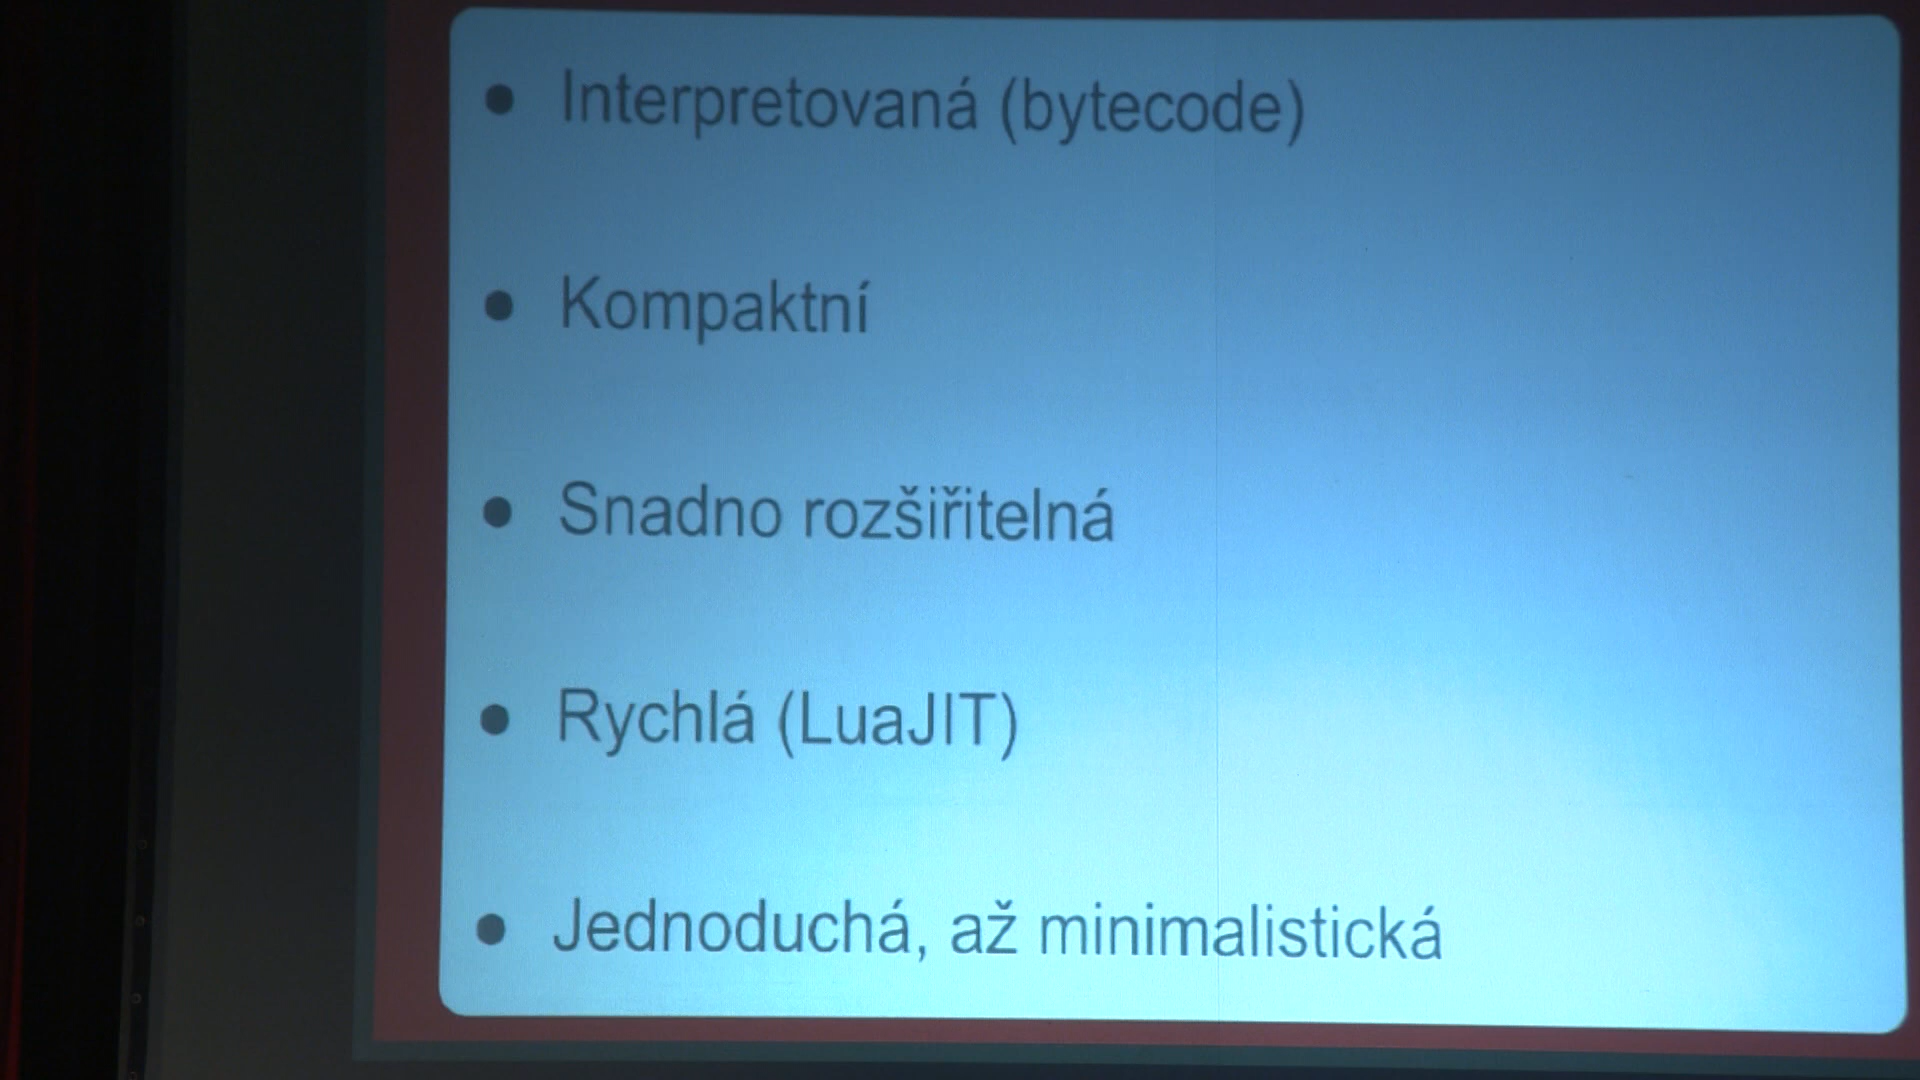 • Interpretovaná (bytecode)
• Kompaktní
• Snadno rozšiřitelná
• Rychlá (LuaJIT)
• Jednoduchá, až minimalistická